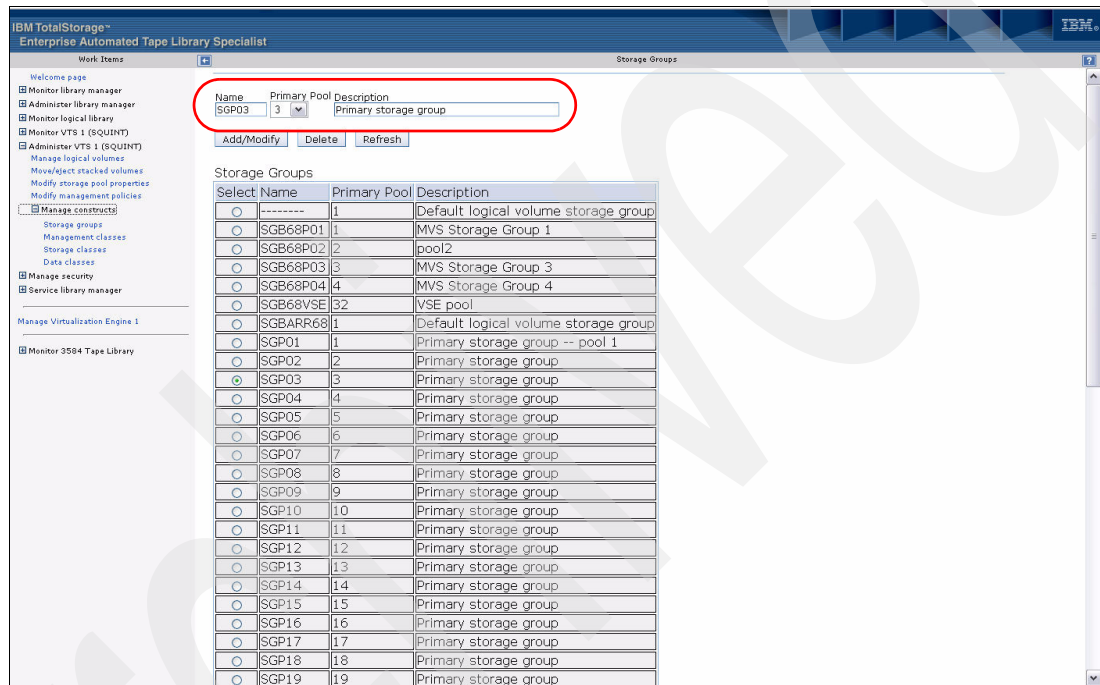 IBM TotalStorage™
Enterprise Automated Tape Library Specialist
IBM®
Work Items
Storage Groups
?
Welcome page
Monitor library manager
Administer library manager
Monitor logical library
Monitor VTS 1 (SQUINT)
Administer VTS 1 (SQUINT)
Manage logical volumes
Move/eject stacked volumes
Modify storage pool properties
Modify management policies
Manage constructs
Storage groups
Management classes
Storage classes
Data classes
Manage security
Service library manager
Manage Virtualization Engine 1
Monitor 3584 Tape Library
Name Primary Pool Description
SGP03 3 Primary storage group
Add/Modify Delete Refresh
Storage Groups
Select Name Primary Pool Description
-------- 1 Default logical volume storage group
SGB68P01 1 MVS Storage Group 1
SGB68P02 2 pool2
SGB68P03 3 MVS Storage Group 3
SGB68P04 4 MVS Storage Group 4
SGB68VSE 32 VSE pool
SGBARR68 1 Default logical volume storage group
SGP01 1 Primary storage group -- pool 1
SGP02 2 Primary storage group
SGP03 3 Primary storage group
SGP04 4 Primary storage group
SGP05 5 Primary storage group
SGP06 6 Primary storage group
SGP07 7 Primary storage group
SGP08 8 Primary storage group
SGP09 9 Primary storage group
SGP10 10 Primary storage group
SGP11 11 Primary storage group
SGP12 12 Primary storage group
SGP13 13 Primary storage group
SGP14 14 Primary storage group
SGP15 15 Primary storage group
SGP16 16 Primary storage group
SGP17 17 Primary storage group
SGP18 18 Primary storage group
SGP19 19 Primary storage group